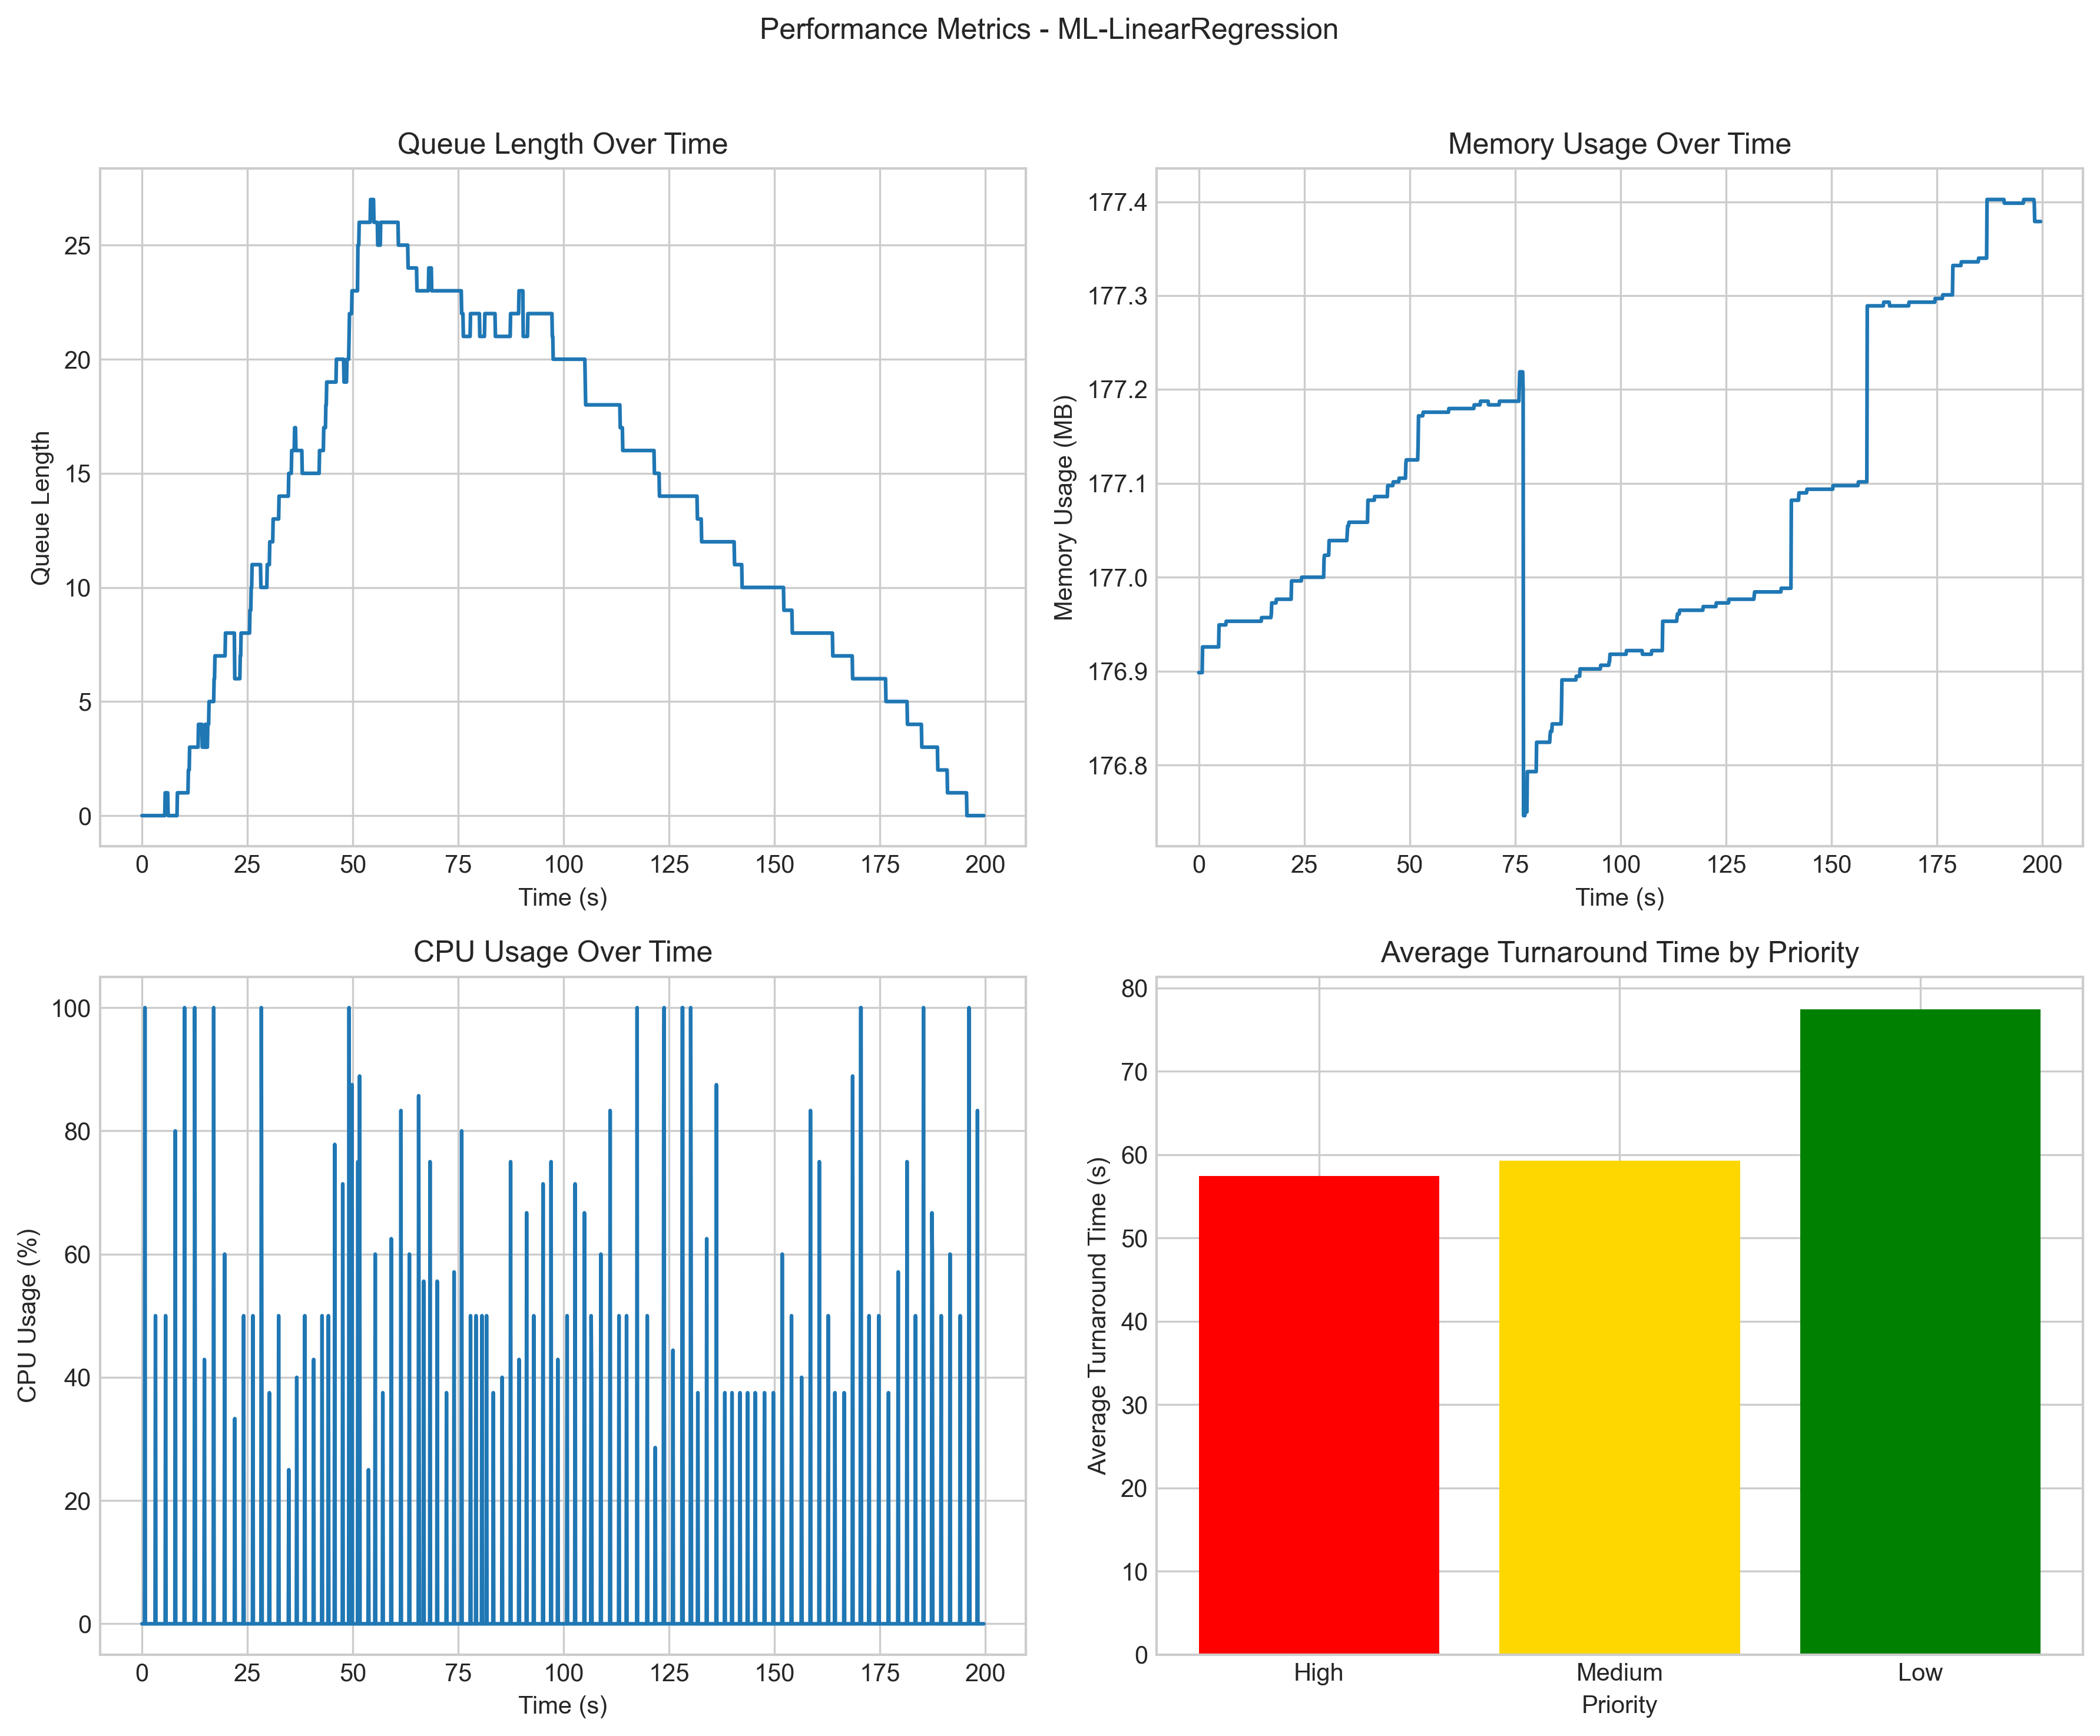 Performance Metrics - ML-LinearRegression
Queue Length Over Time
Queue Length
25
20
15
10
5
0
0 25 50 75 100 125 150 175 200
Time (s)
Memory Usage Over Time
Memory Usage (MB)
177.4
177.3
177.2
177.1
177.0
176.9
176.8
0 25 50 75 100 125 150 175 200
Time (s)
CPU Usage Over Time
CPU Usage (%)
100
80
60
40
20
0
0 25 50 75 100 125 150 175 200
Time (s)
Average Turnaround Time by Priority
Average Turnaround Time (s)
80
70
60
50
40
30
20
10
0
High Medium Low
Priority